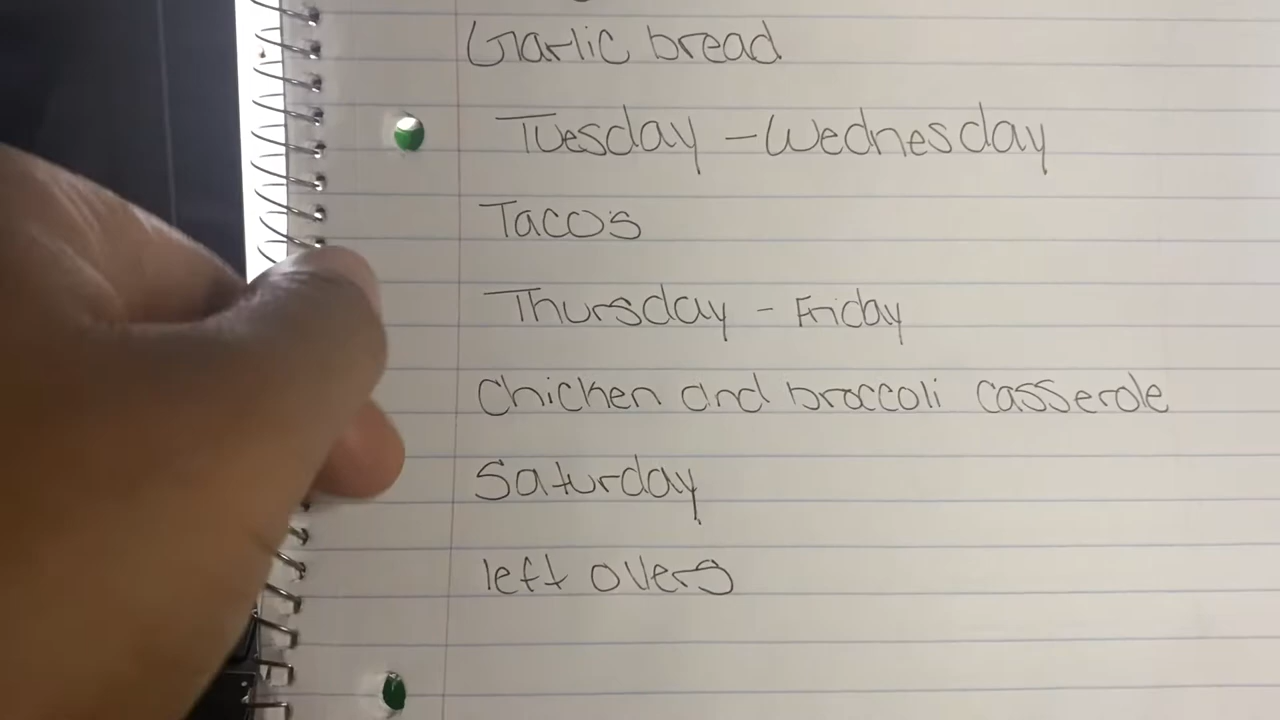 Garlic bread
Tuesday - Wednesday
Tacos
Thursday - Friday
Chicken and broccoli casserole
Saturday
left overs